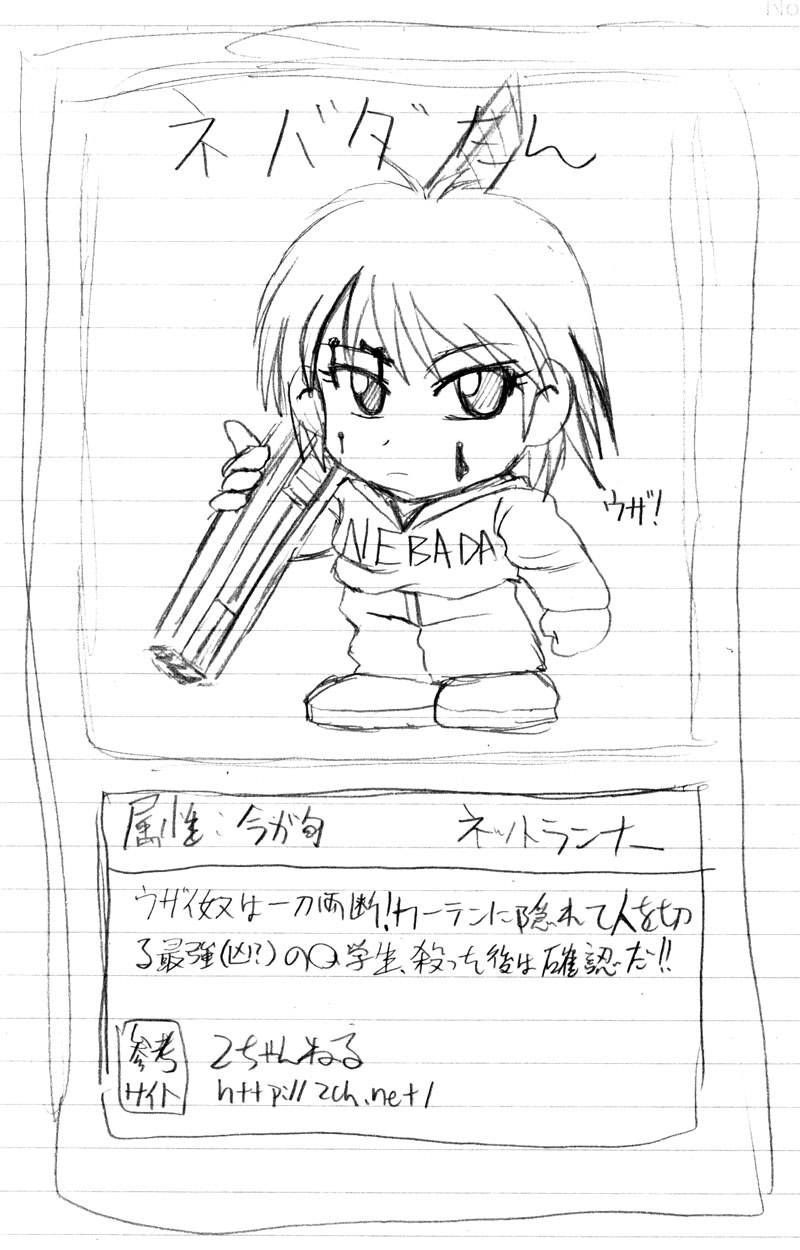 No
ネバダたん
NEBADA
ウザ!
属性:今が旬 ネットランナー
ウザイ奴は一刀両断!カーテンに隠れて人を切
る最強(凶?)の〇学生、殺った後は確認だ!!
参考 2ちゃんねる
サイト http://2ch.net/